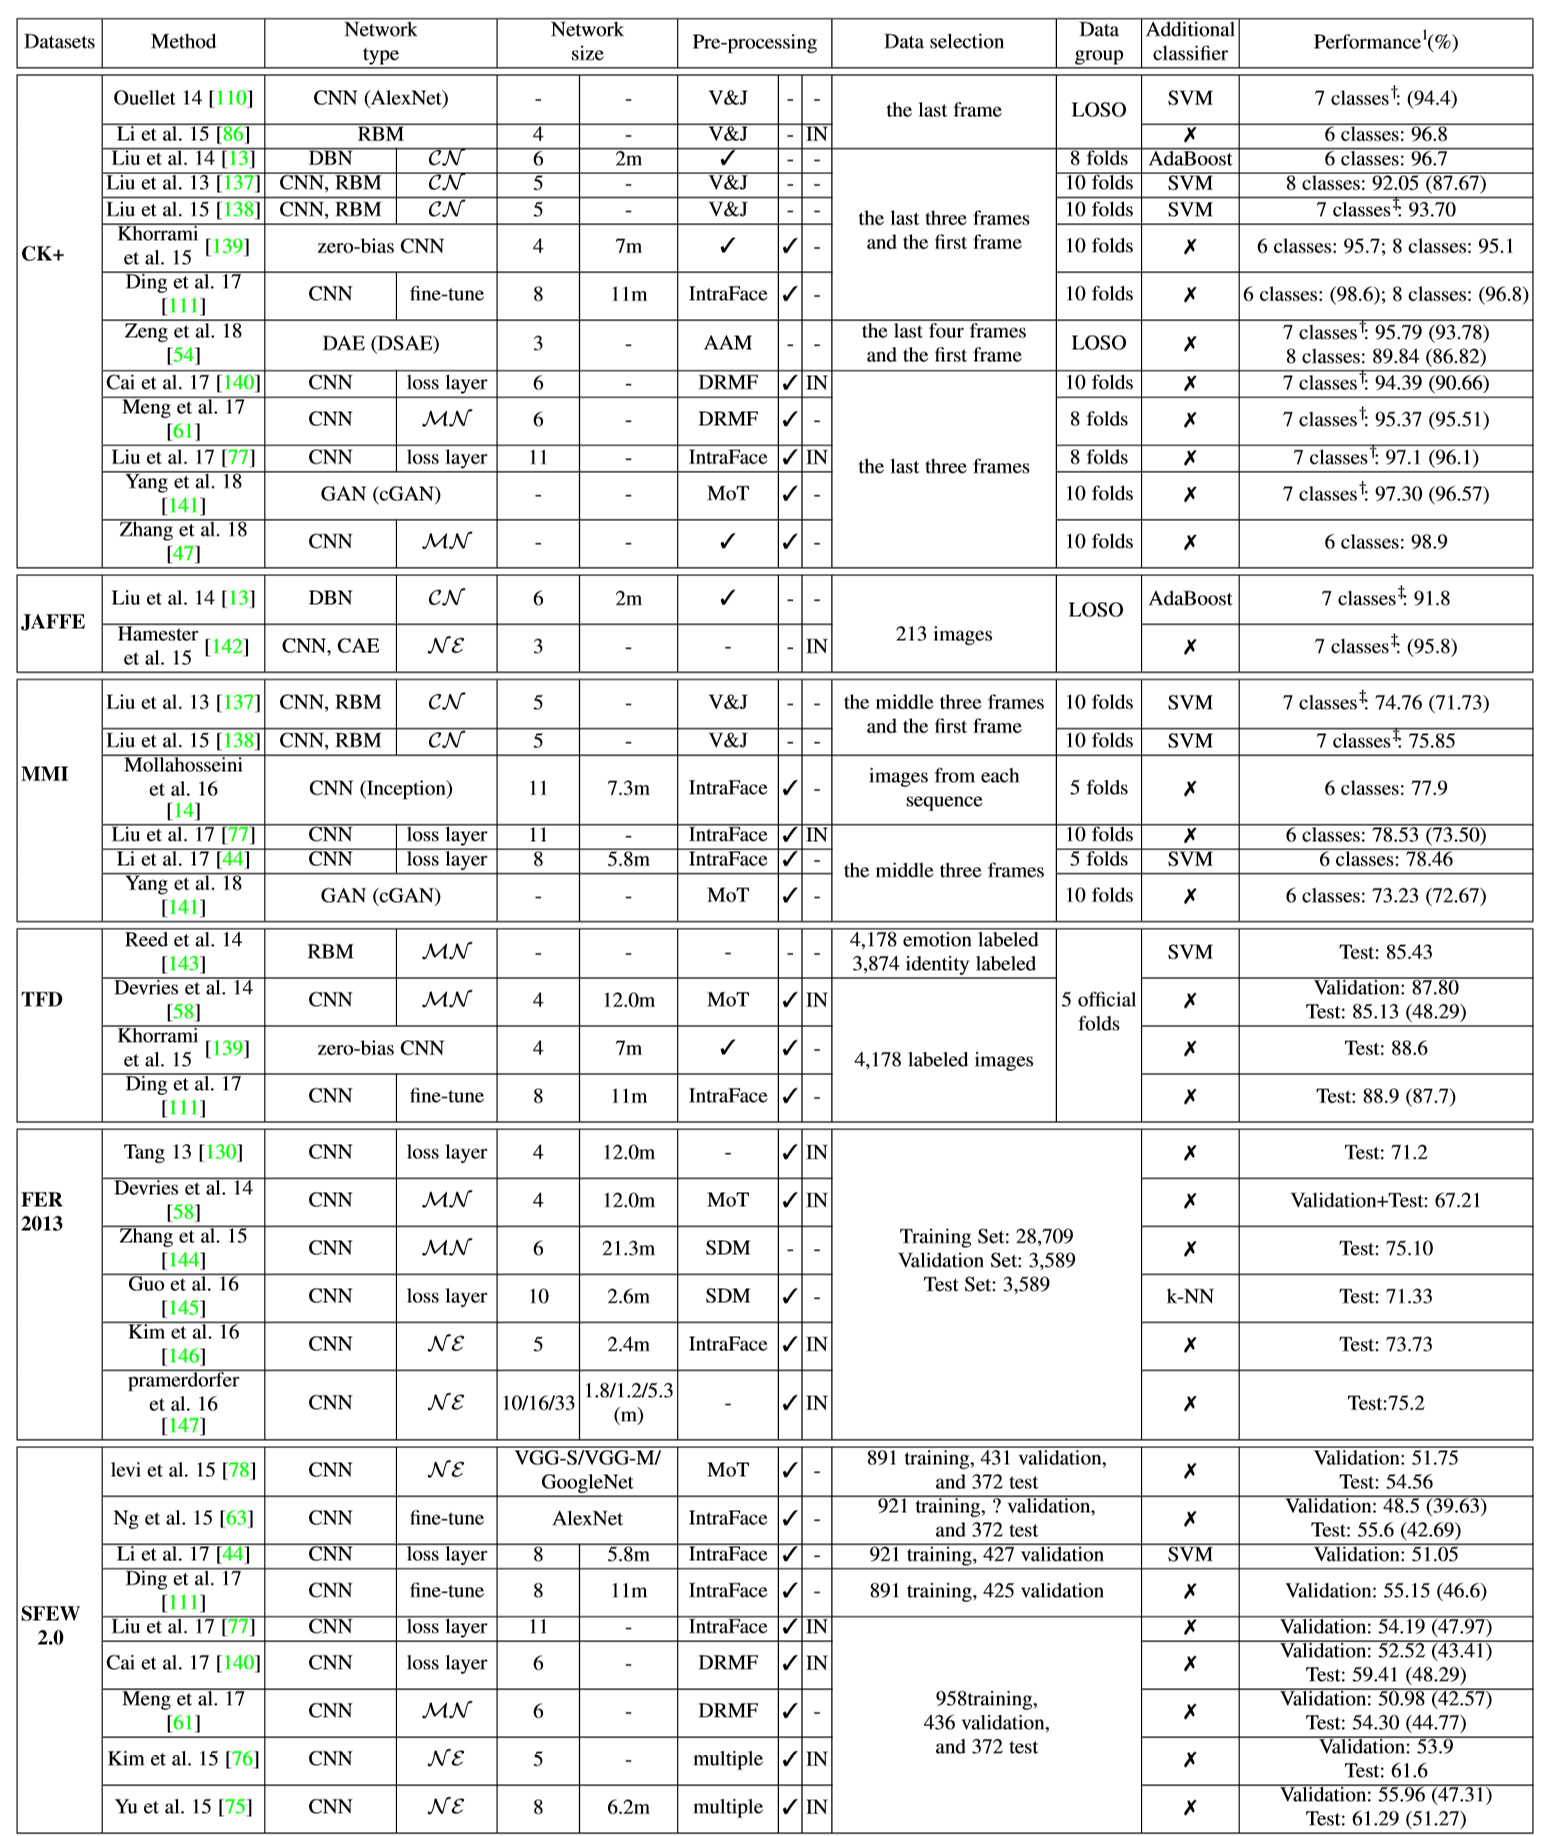 Datasets Method Network type Network size Pre-processing Data selection Data group Additional classifier Performance¹(%)
CK+
Ouellet 14 [110] CNN (AlexNet) - - V&J - - the last frame LOSO SVM 7 classes†: (94.4)
Li et al. 15 [86] RBM 4 - V&J - IN ✗ 6 classes: 96.8
Liu et al. 14 [13] DBN CN 6 2m ✓ - - the last three frames and the first frame 8 folds AdaBoost 6 classes: 96.7
Liu et al. 13 [137] CNN, RBM CN 5 - V&J - - 10 folds SVM 8 classes: 92.05 (87.67)
Liu et al. 15 [138] CNN, RBM CN 5 - V&J - - 10 folds SVM 7 classes‡: 93.70
Khorrami et al. 15 [139] zero-bias CNN 4 7m ✓ ✓ - 10 folds ✗ 6 classes: 95.7; 8 classes: 95.1
Ding et al. 17 [111] CNN fine-tune 8 11m IntraFace ✓ - 10 folds ✗ 6 classes: (98.6); 8 classes: (96.8)
Zeng et al. 18 [54] DAE (DSAE) 3 - AAM - - the last four frames and the first frame LOSO ✗ 7 classes†: 95.79 (93.78) 8 classes: 89.84 (86.82)
Cai et al. 17 [140] CNN loss layer 6 - DRMF ✓ IN the last three frames 10 folds ✗ 7 classes†: 94.39 (90.66)
Meng et al. 17 [61] CNN MN 6 - DRMF ✓ - 8 folds ✗ 7 classes†: 95.37 (95.51)
Liu et al. 17 [77] CNN loss layer 11 - IntraFace ✓ IN 8 folds ✗ 7 classes†: 97.1 (96.1)
Yang et al. 18 [141] GAN (cGAN) - - MoT ✓ - 10 folds ✗ 7 classes†: 97.30 (96.57)
Zhang et al. 18 [47] CNN MN - - ✓ ✓ - 10 folds ✗ 6 classes: 98.9
JAFFE
Liu et al. 14 [13] DBN CN 6 2m ✓ - - 213 images LOSO AdaBoost 7 classes‡: 91.8
Hamester et al. 15 [142] CNN, CAE NE 3 - - - IN ✗ 7 classes‡: (95.8)
MMI
Liu et al. 13 [137] CNN, RBM CN 5 - V&J - - the middle three frames and the first frame 10 folds SVM 7 classes‡: 74.76 (71.73)
Liu et al. 15 [138] CNN, RBM CN 5 - V&J - - 10 folds SVM 7 classes‡: 75.85
Mollahosseini et al. 16 [14] CNN (Inception) 11 7.3m IntraFace ✓ - images from each sequence 5 folds ✗ 6 classes: 77.9
Liu et al. 17 [77] CNN loss layer 11 - IntraFace ✓ IN the middle three frames 10 folds ✗ 6 classes: 78.53 (73.50)
Li et al. 17 [44] CNN loss layer 8 5.8m IntraFace ✓ - 5 folds SVM 6 classes: 78.46
Yang et al. 18 [141] GAN (cGAN) - - MoT ✓ - 10 folds ✗ 6 classes: 73.23 (72.67)
TFD
Reed et al. 14 [143] RBM MN - - - - - 4,178 emotion labeled 3,874 identity labeled 5 official folds SVM Test: 85.43
Devries et al. 14 [58] CNN MN 4 12.0m MoT ✓ IN 4,178 labeled images ✗ Validation: 87.80 Test: 85.13 (48.29)
Khorrami et al. 15 [139] zero-bias CNN 4 7m ✓ ✓ - ✗ Test: 88.6
Ding et al. 17 [111] CNN fine-tune 8 11m IntraFace ✓ - ✗ Test: 88.9 (87.7)
FER 2013
Tang 13 [130] CNN loss layer 4 12.0m - ✓ IN Training Set: 28,709 Validation Set: 3,589 Test Set: 3,589 ✗ Test: 71.2
Devries et al. 14 [58] CNN MN 4 12.0m MoT ✓ IN ✗ Validation+Test: 67.21
Zhang et al. 15 [144] CNN MN 6 21.3m SDM - - ✗ Test: 75.10
Guo et al. 16 [145] CNN loss layer 10 2.6m SDM ✓ - k-NN Test: 71.33
Kim et al. 16 [146] CNN NE 5 2.4m IntraFace ✓ IN ✗ Test: 73.73
pramerdorfer et al. 16 [147] CNN NE 10/16/33 1.8/1.2/5.3 (m) - ✓ IN ✗ Test:75.2
SFEW 2.0
levi et al. 15 [78] CNN NE VGG-S/VGG-M/ GoogleNet MoT ✓ - 891 training, 431 validation, and 372 test ✗ Validation: 51.75 Test: 54.56
Ng et al. 15 [63] CNN fine-tune AlexNet IntraFace ✓ - 921 training, ? validation, and 372 test ✗ Validation: 48.5 (39.63) Test: 55.6 (42.69)
Li et al. 17 [44] CNN loss layer 8 5.8m IntraFace ✓ - 921 training, 427 validation SVM Validation: 51.05
Ding et al. 17 [111] CNN fine-tune 8 11m IntraFace ✓ - 891 training, 425 validation ✗ Validation: 55.15 (46.6)
Liu et al. 17 [77] CNN loss layer 11 - IntraFace ✓ IN 958training, 436 validation, and 372 test ✗ Validation: 54.19 (47.97)
Cai et al. 17 [140] CNN loss layer 6 - DRMF ✓ IN ✗ Validation: 52.52 (43.41) Test: 59.41 (48.29)
Meng et al. 17 [61] CNN MN 6 - DRMF ✓ - ✗ Validation: 50.98 (42.57) Test: 54.30 (44.77)
Kim et al. 15 [76] CNN NE 5 - multiple ✓ IN ✗ Validation: 53.9 Test: 61.6
Yu et al. 15 [75] CNN NE 8 6.2m multiple ✓ IN ✗ Validation: 55.96 (47.31) Test: 61.29 (51.27)